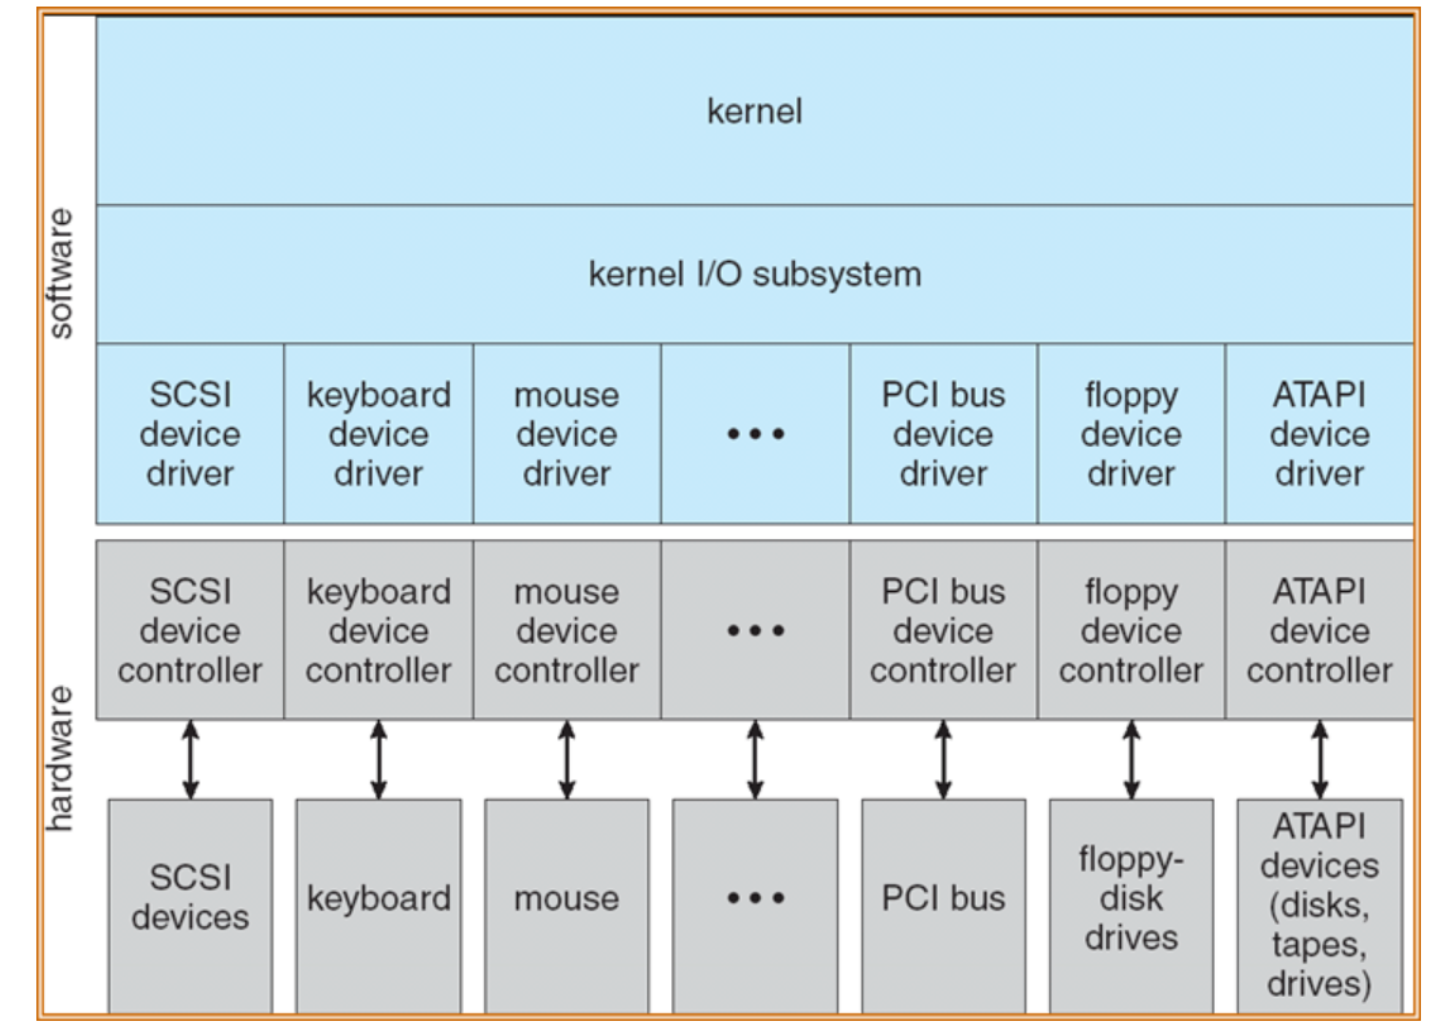 software
kernel
kernel I/O subsystem
SCSI
device
driver
keyboard
device
driver
mouse
device
driver
•••
PCI bus
device
driver
floppy
device
driver
ATAPI
device
driver
hardware
SCSI
device
controller
keyboard
device
controller
mouse
device
controller
•••
PCI bus
device
controller
floppy
device
controller
ATAPI
device
controller
SCSI
devices
keyboard
mouse
•••
PCI bus
floppy-
disk
drives
ATAPI
devices
(disks,
tapes,
drives)